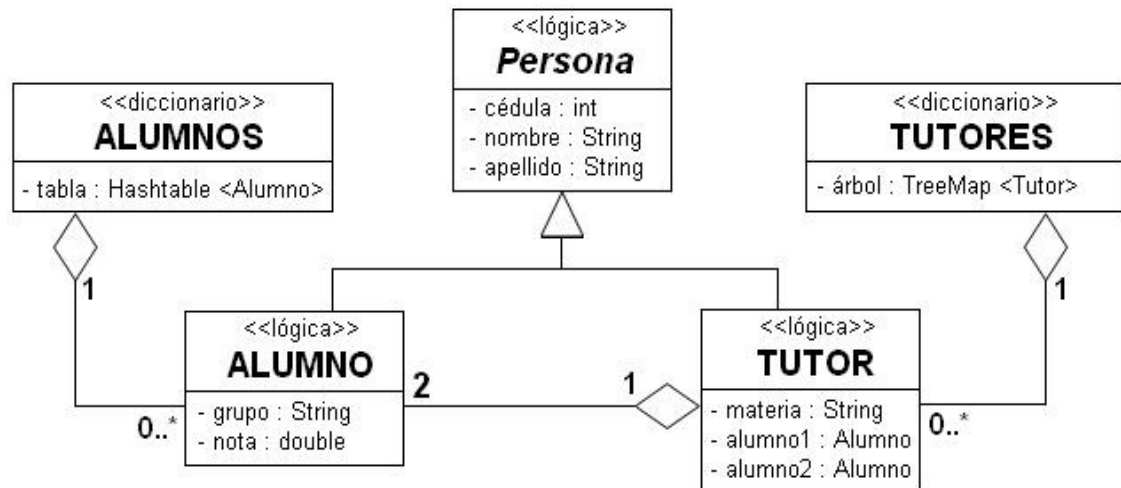 <<lógica>>
Persona
- cédula : int
- nombre : String
- apellido : String
<<diccionario>>
ALUMNOS
- tabla : Hashtable <Alumno>
<<diccionario>>
TUTORES
- árbol : TreeMap <Tutor>
1
1
<<lógica>>
ALUMNO
- grupo : String
- nota : double
0..*
2
1
<<lógica>>
TUTOR
- materia : String
- alumno1 : Alumno
- alumno2 : Alumno
0..*